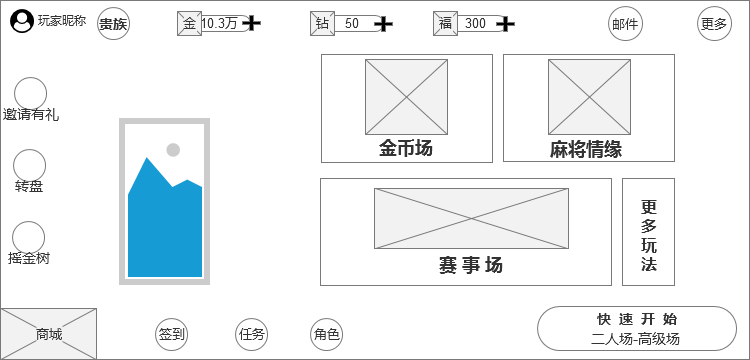 玩家昵称
贵族
金 10.3万
钻 50
福 300
邮件
更多
邀请有礼
转盘
摇金树
金币场
麻将情缘
赛事场
更多玩法
商城
签到
任务
角色
快速开始
二人场-高级场